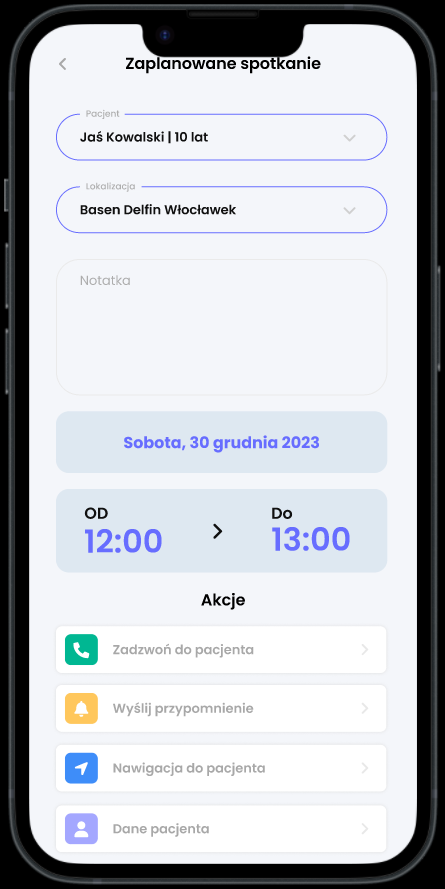 Zaplanowane spotkanie
Pacjent
Jaś Kowalski | 10 lat
Lokalizacja
Basen Delfin Włocławek
Notatka
Sobota, 30 grudnia 2023
OD
Do
12:00
13:00
Akcje
Zadzwoń do pacjenta
Wyślij przypomnienie
Nawigacja do pacjenta
Dane pacjenta